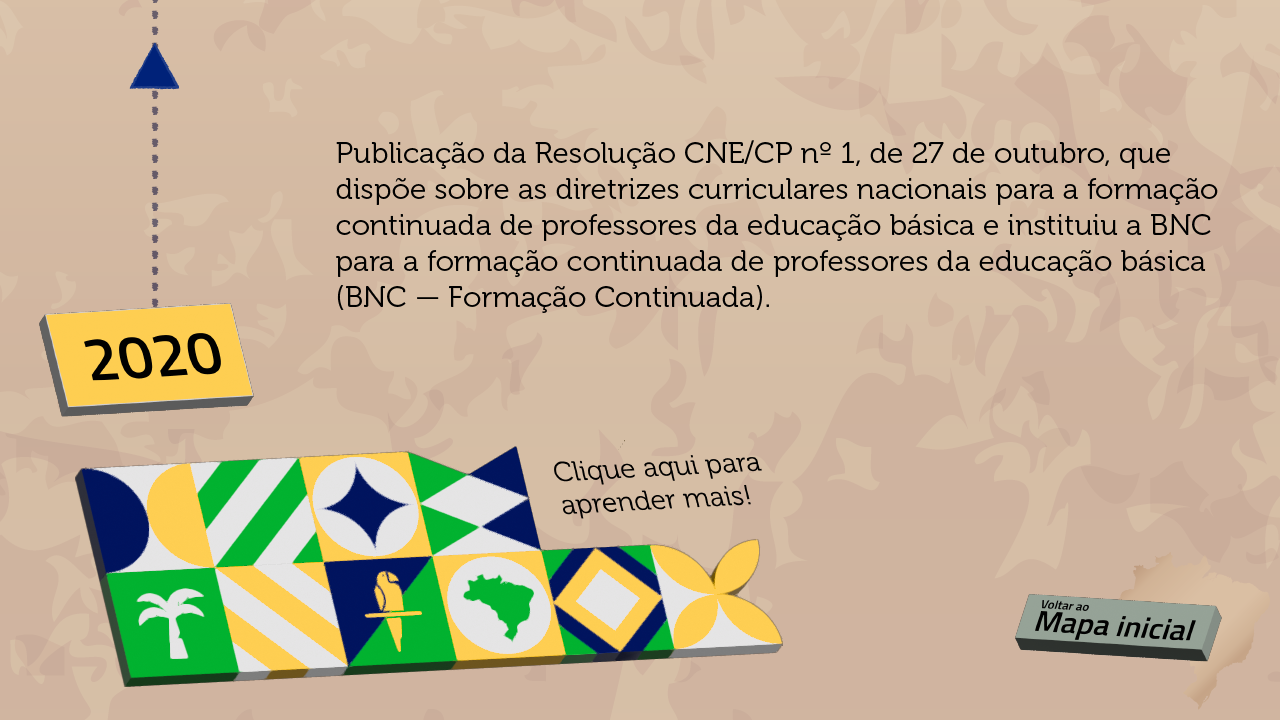 Publicação da Resolução CNE/CP nº 1, de 27 de outubro, que
dispõe sobre as diretrizes curriculares nacionais para a formação
continuada de professores da educação básica e instituiu a BNC
para a formação continuada de professores da educação básica
(BNC — Formação Continuada).
2020
Clique aqui para
aprender mais!
Voltar ao
Mapa inicial